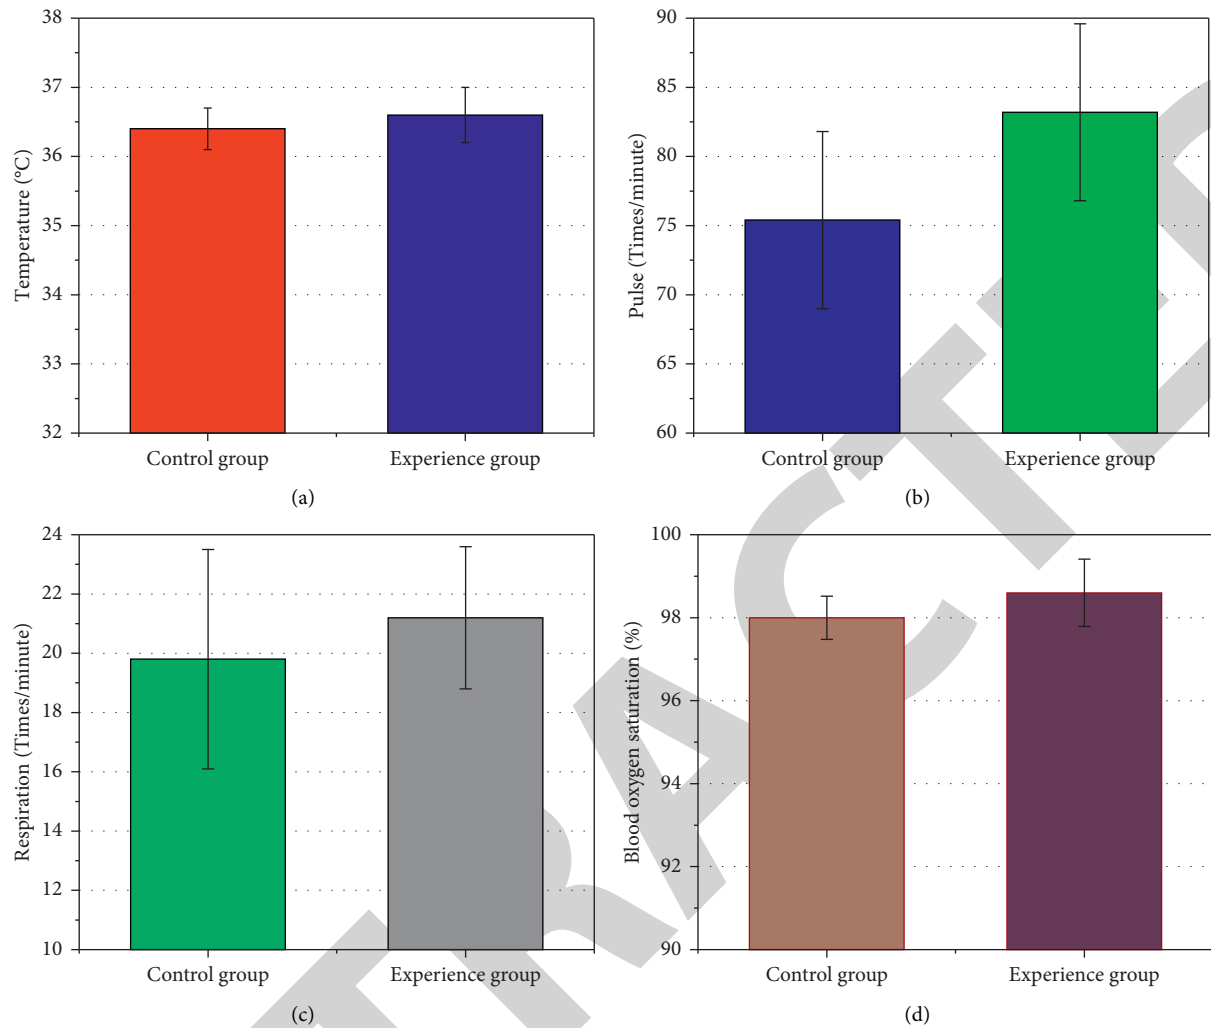 38
37
36
35
34
33
32
Temperature (°C)
Control group
Experience group
(a)
90
85
80
75
70
65
60
Pulse (Times/minute)
Control group
Experience group
(b)
24
22
20
18
16
14
12
10
Respiration (Times/minute)
Control group
Experience group
(c)
100
98
96
94
92
90
Blood oxygen saturation (%)
Control group
Experience group
(d)
TRACTE